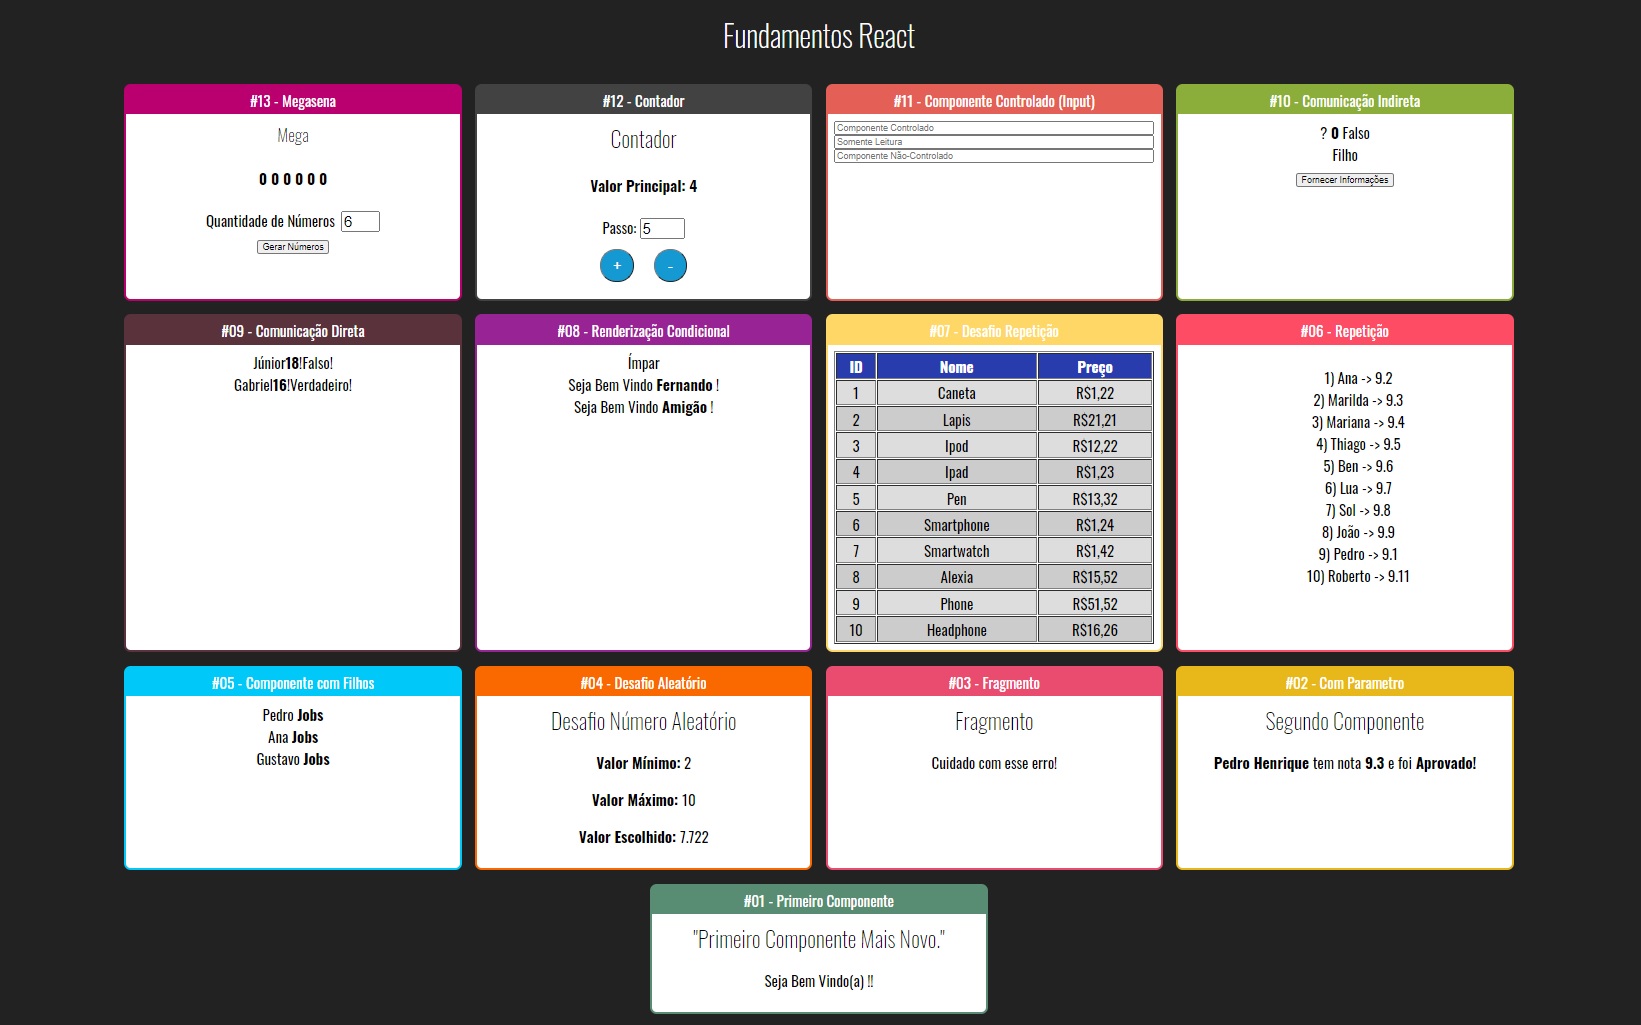 Fundamentos React
#13 - Megasena
Mega
0 0 0 0 0 0
Quantidade de Números 6
Gerar Números
#12 - Contador
Contador
Valor Principal: 4
Passo: 5
+ -
#11 - Componente Controlado (Input)
Componente Controlado
Somente Leitura
Componente Não-Controlado
#10 - Comunicação Indireta
? 0 Falso
Filho
Fornecer Informações
#09 - Comunicação Direta
Júnior18!Falso!
Gabriel16!Verdadeiro!
#08 - Renderização Condicional
Ímpar
Seja Bem Vindo Fernando !
Seja Bem Vindo Amigão !
#07 - Desafio Repetição
ID Nome Preço
1 Caneta R$1,22
2 Lapis R$21,21
3 Ipod R$12,22
4 Ipad R$1,23
5 Pen R$13,32
6 Smartphone R$1,24
7 Smartwatch R$1,42
8 Alexia R$15,52
9 Phone R$51,52
10 Headphone R$16,26
#06 - Repetição
1) Ana -> 9.2
2) Marilda -> 9.3
3) Mariana -> 9.4
4) Thiago -> 9.5
5) Ben -> 9.6
6) Lua -> 9.7
7) Sol -> 9.8
8) João -> 9.9
9) Pedro -> 9.1
10) Roberto -> 9.11
#05 - Componente com Filhos
Pedro Jobs
Ana Jobs
Gustavo Jobs
#04 - Desafio Aleatório
Desafio Número Aleatório
Valor Mínimo: 2
Valor Máximo: 10
Valor Escolhido: 7.722
#03 - Fragmento
Fragmento
Cuidado com esse erro!
#02 - Com Parametro
Segundo Componente
Pedro Henrique tem nota 9.3 e foi Aprovado!
#01 - Primeiro Componente
"Primeiro Componente Mais Novo."
Seja Bem Vindo(a) !!